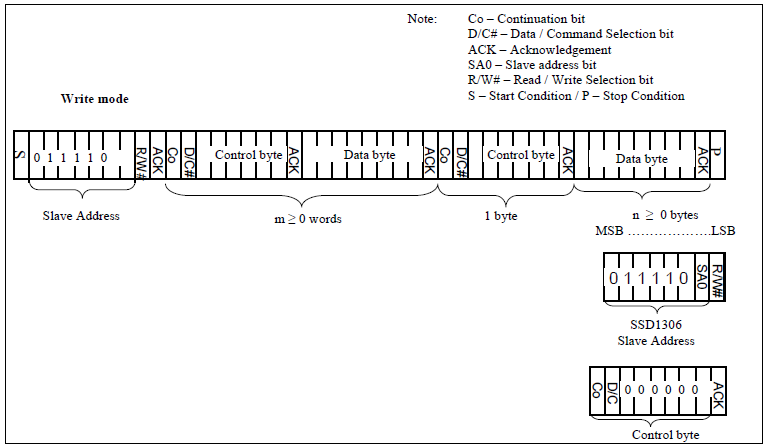 Note: Co – Continuation bit
D/C# – Data / Command Selection bit
ACK – Acknowledgement
SA0 – Slave address bit
R/W# – Read / Write Selection bit
S – Start Condition / P – Stop Condition
Write mode
S 0 1 1 1 1 0 R/W# ACK Co D/C# Control byte ACK Data byte ACK Co D/C# Control byte ACK Data byte ACK P
Slave Address
m ≥ 0 words
1 byte
n ≥ 0 bytes
MSB ……………….LSB
0 1 1 1 1 0 SA0 R/W#
SSD1306
Slave Address
Co D/C 0 0 0 0 0 0 ACK
Control byte